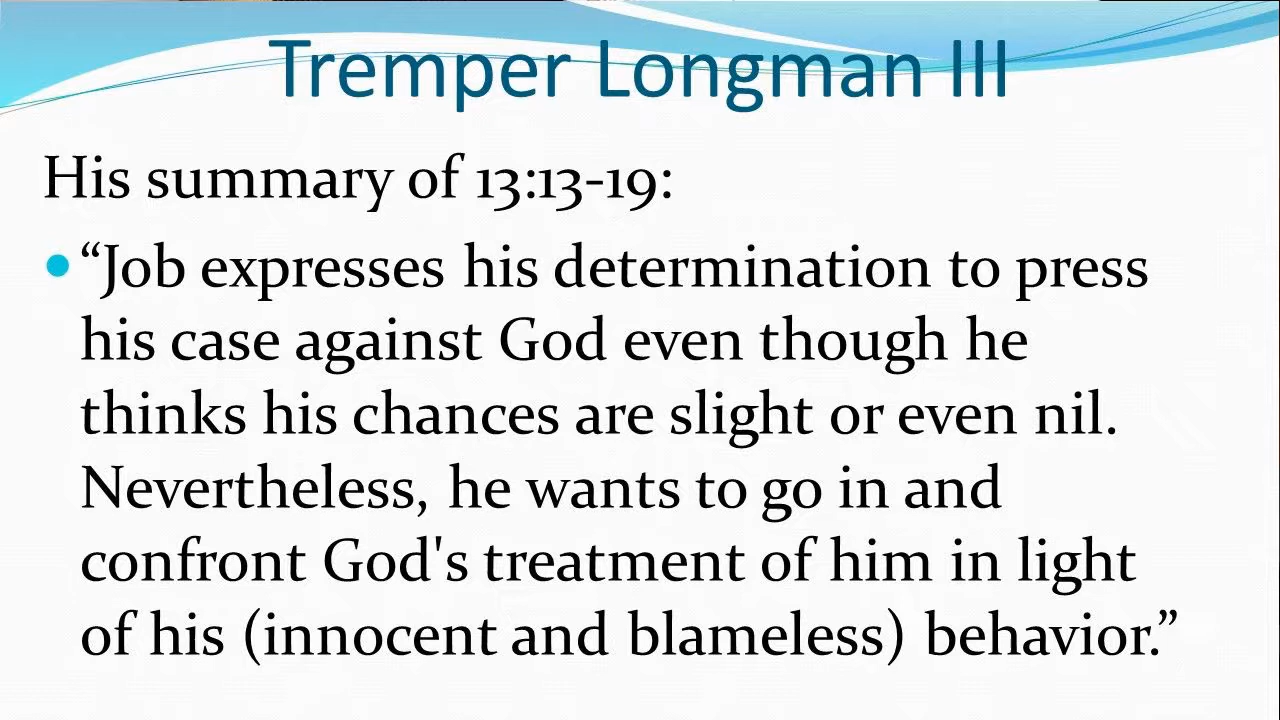 Tremper Longman III
His summary of 13:13-19:
• “Job expresses his determination to press
his case against God even though he
thinks his chances are slight or even nil.
Nevertheless, he wants to go in and
confront God's treatment of him in light
of his (innocent and blameless) behavior.”